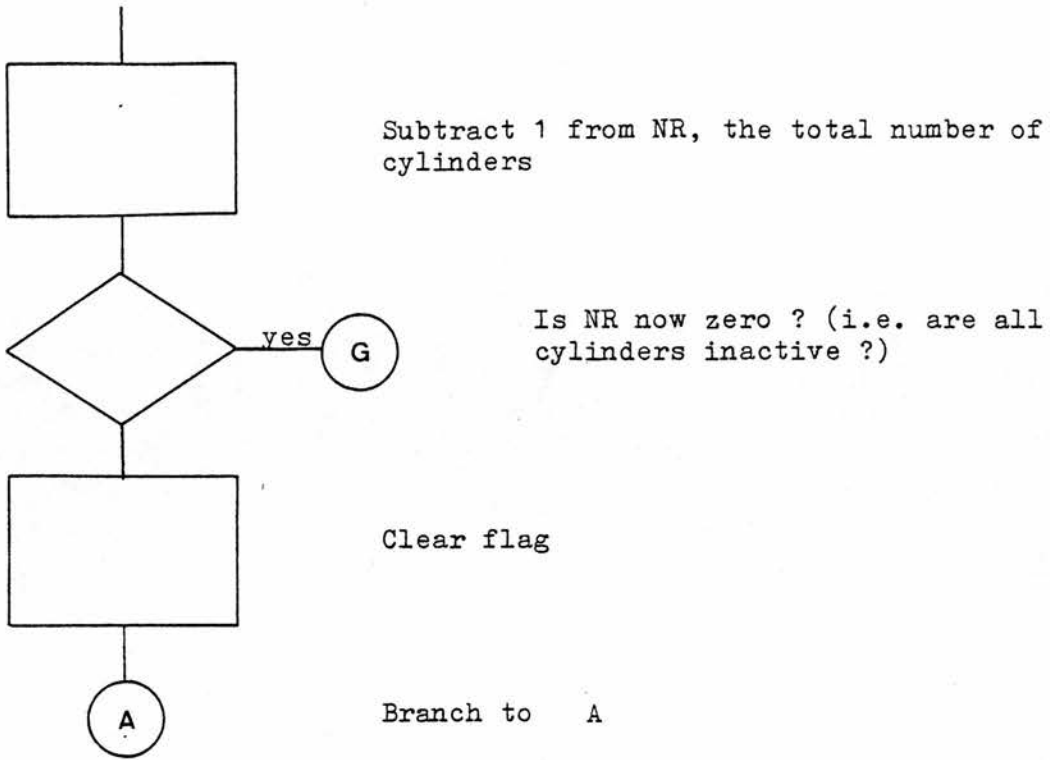 Subtract 1 from NR, the total number of
cylinders
yes
G
Is NR now zero ? (i.e. are all
cylinders inactive ?)
Clear flag
A
Branch to A